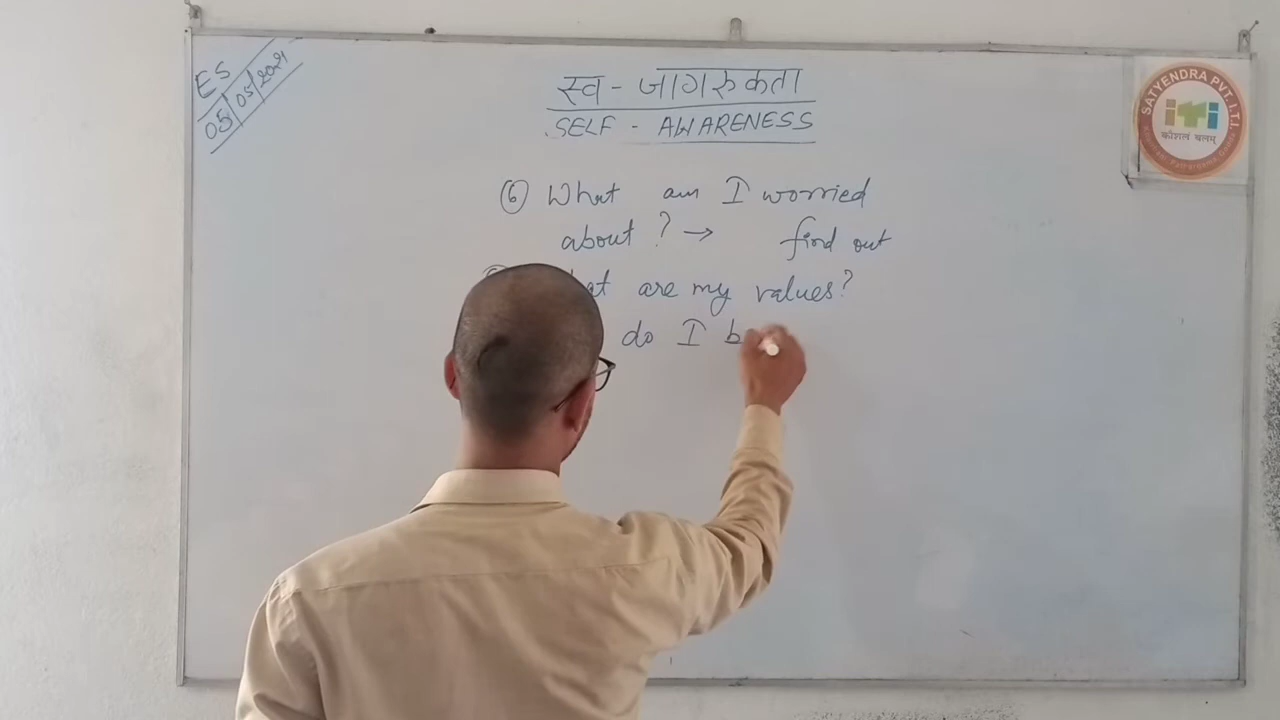 ES
05/05/2021
स्व - जागरुकता
SELF - AWARENESS
SATYENDRA PVT. I.T.I.
iTi
कौशलं बलम्
⑥ What am I worried
about ? → find out
are my values?
do I b